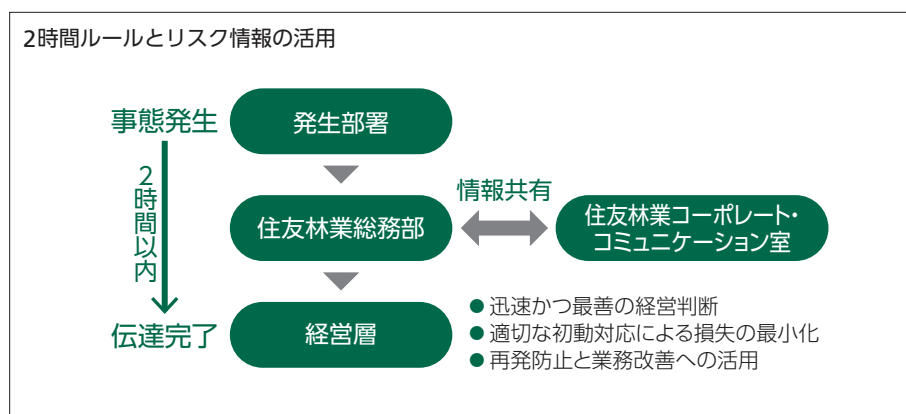 2時間ルールとリスク情報の活用
事態発生
発生部署
2時間以内
情報共有
住友林業総務部
住友林業コーポレート・
コミュニケーション室
伝達完了
経営層
● 迅速かつ最善の経営判断
● 適切な初動対応による損失の最小化
● 再発防止と業務改善への活用